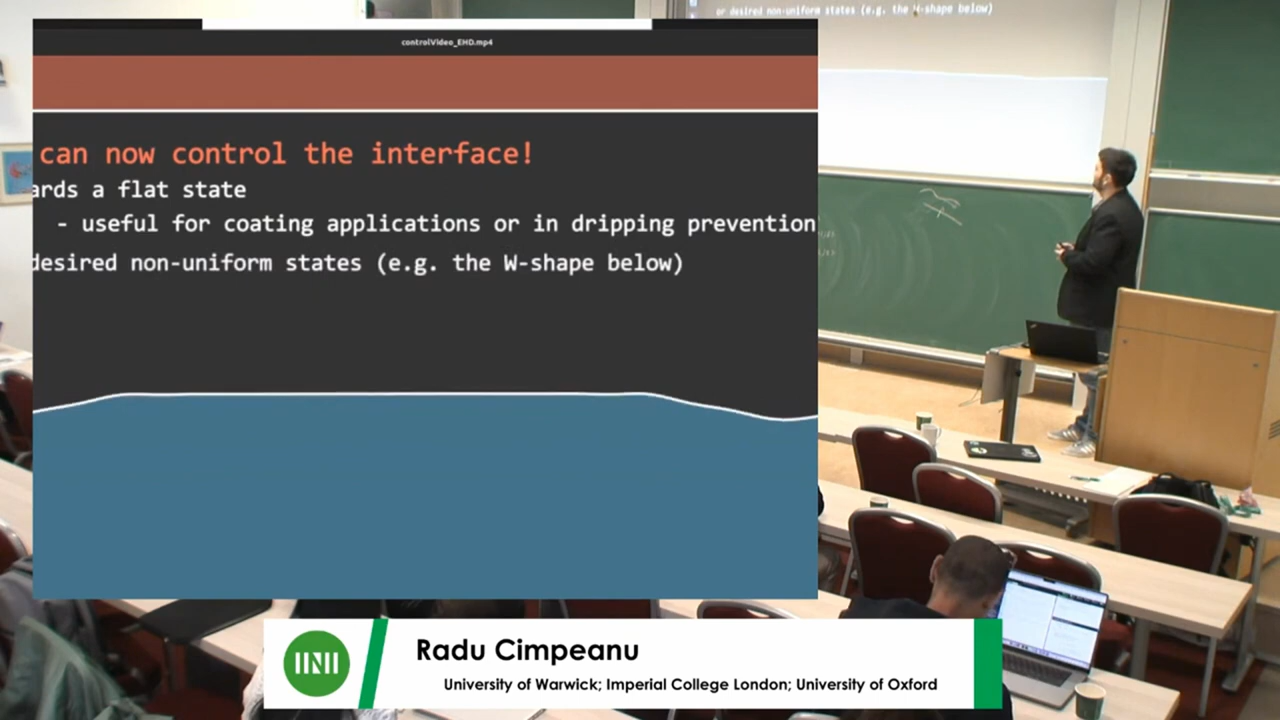 or desired non-uniform states (e.g. the W-shape below)
controlVideo_EHD.mp4
can now control the interface!
ards a flat state
- useful for coating applications or in dripping prevention
desired non-uniform states (e.g. the W-shape below)
Radu Cimpeanu
University of Warwick; Imperial College London; University of Oxford